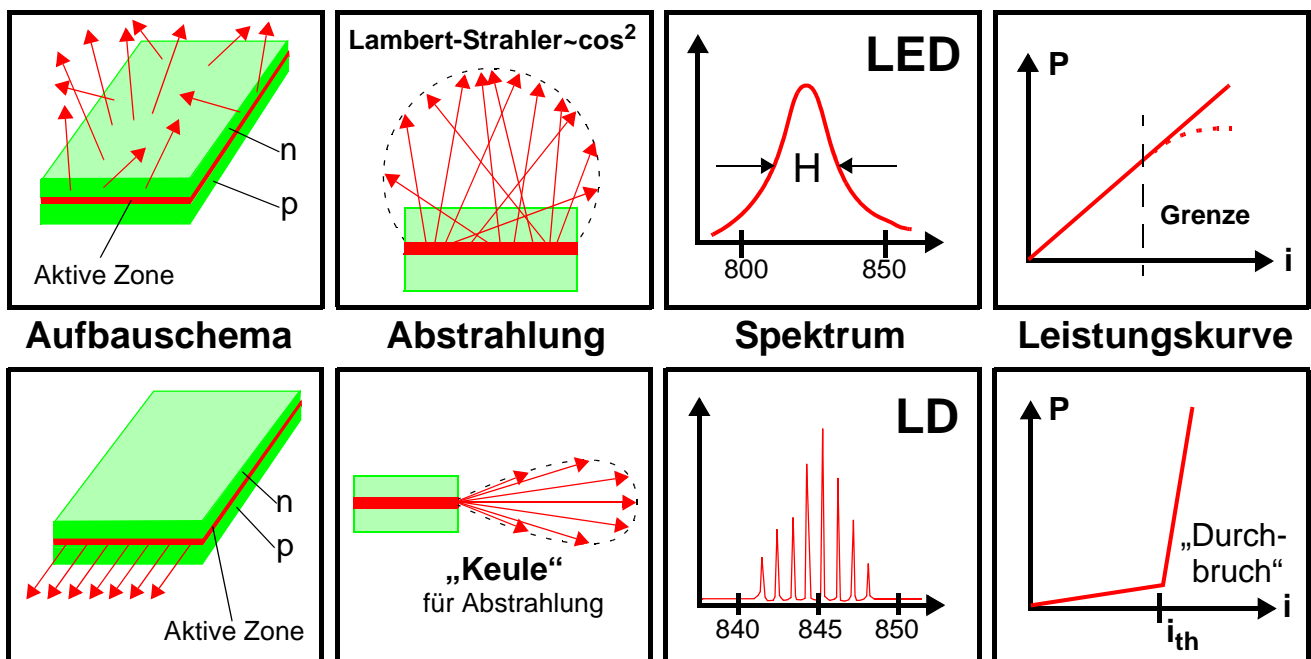 n
p
Aktive Zone
Lambert-Strahler~cos²
LED
H
800
850
P
Grenze
i
Aufbauschema
Abstrahlung
Spektrum
Leistungskurve
n
p
Aktive Zone
„Keule“
für Abstrahlung
LD
840
845
850
P
„Durch-
bruch“
i
i_th